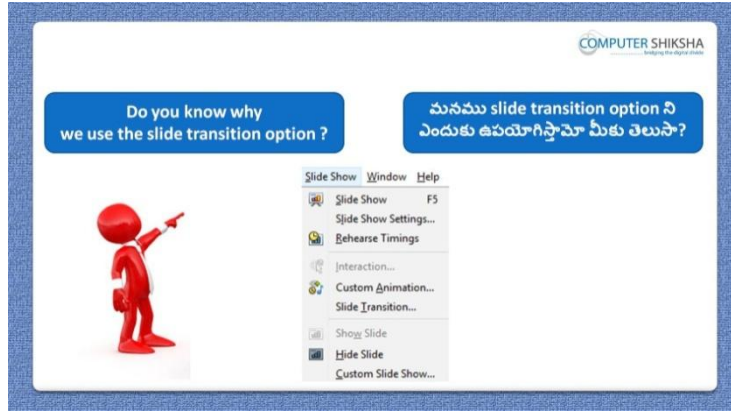 COMPUTER SHIKSHA
Bridging the digital divide
Do you know why
we use the slide transition option ?
మనము slide transition option ని
ఎందుకు ఉపయోగిస్తామో మీకు తెలుసా?
Slide Show Window Help
Slide Show F5
Slide Show Settings...
Rehearse Timings
Interaction...
Custom Animation...
Slide Transition...
Show Slide
Hide Slide
Custom Slide Show...